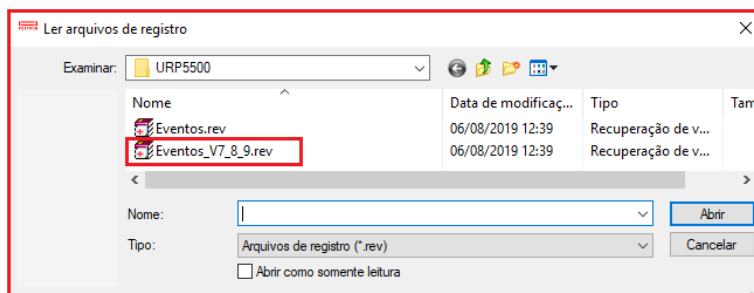 Ler arquivos de registro
Examinar: URP5500
Nome Data de modificaç... Tipo Tam
Eventos.rev 06/08/2019 12:39 Recuperação de v...
Eventos_V7_8_9.rev 06/08/2019 12:39 Recuperação de v...
Nome: Abrir
Tipo: Arquivos de registro (*.rev) Cancelar
Abrir como somente leitura